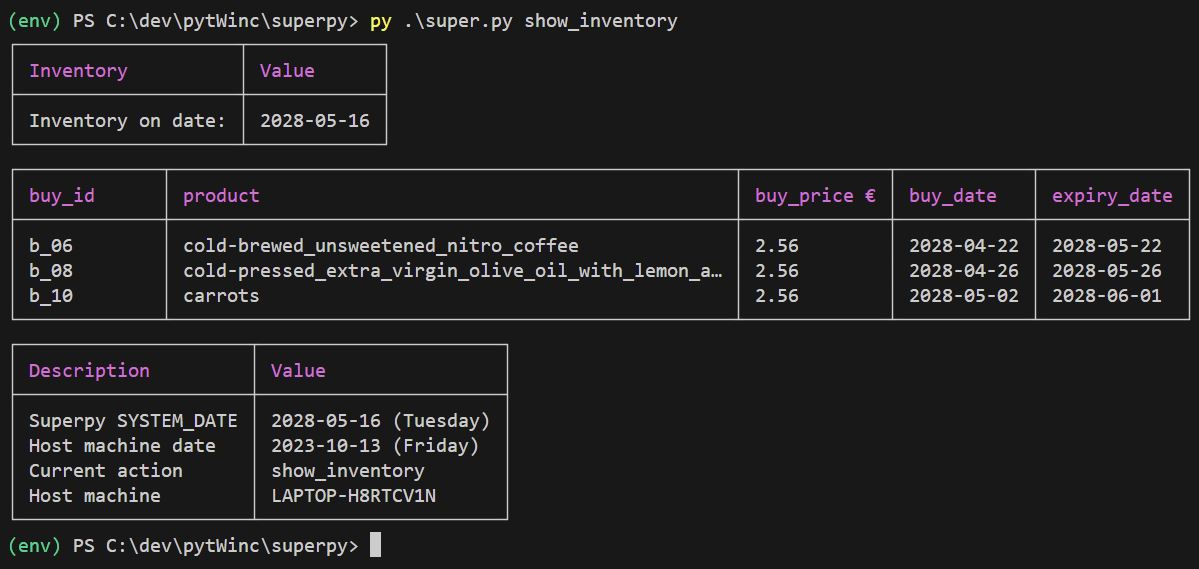 (env) PS C:\dev\pytWinc\superpy> py .\super.py show_inventory
Inventory Value
Inventory on date: 2028-05-16
buy_id product buy_price € buy_date expiry_date
b_06 cold-brewed_unsweetened_nitro_coffee 2.56 2028-04-22 2028-05-22
b_08 cold-pressed_extra_virgin_olive_oil_with_lemon_a… 2.56 2028-04-26 2028-05-26
b_10 carrots 2.56 2028-05-02 2028-06-01
Description Value
Superpy SYSTEM_DATE 2028-05-16 (Tuesday)
Host machine date 2023-10-13 (Friday)
Current action show_inventory
Host machine LAPTOP-H8RTCV1N
(env) PS C:\dev\pytWinc\superpy>